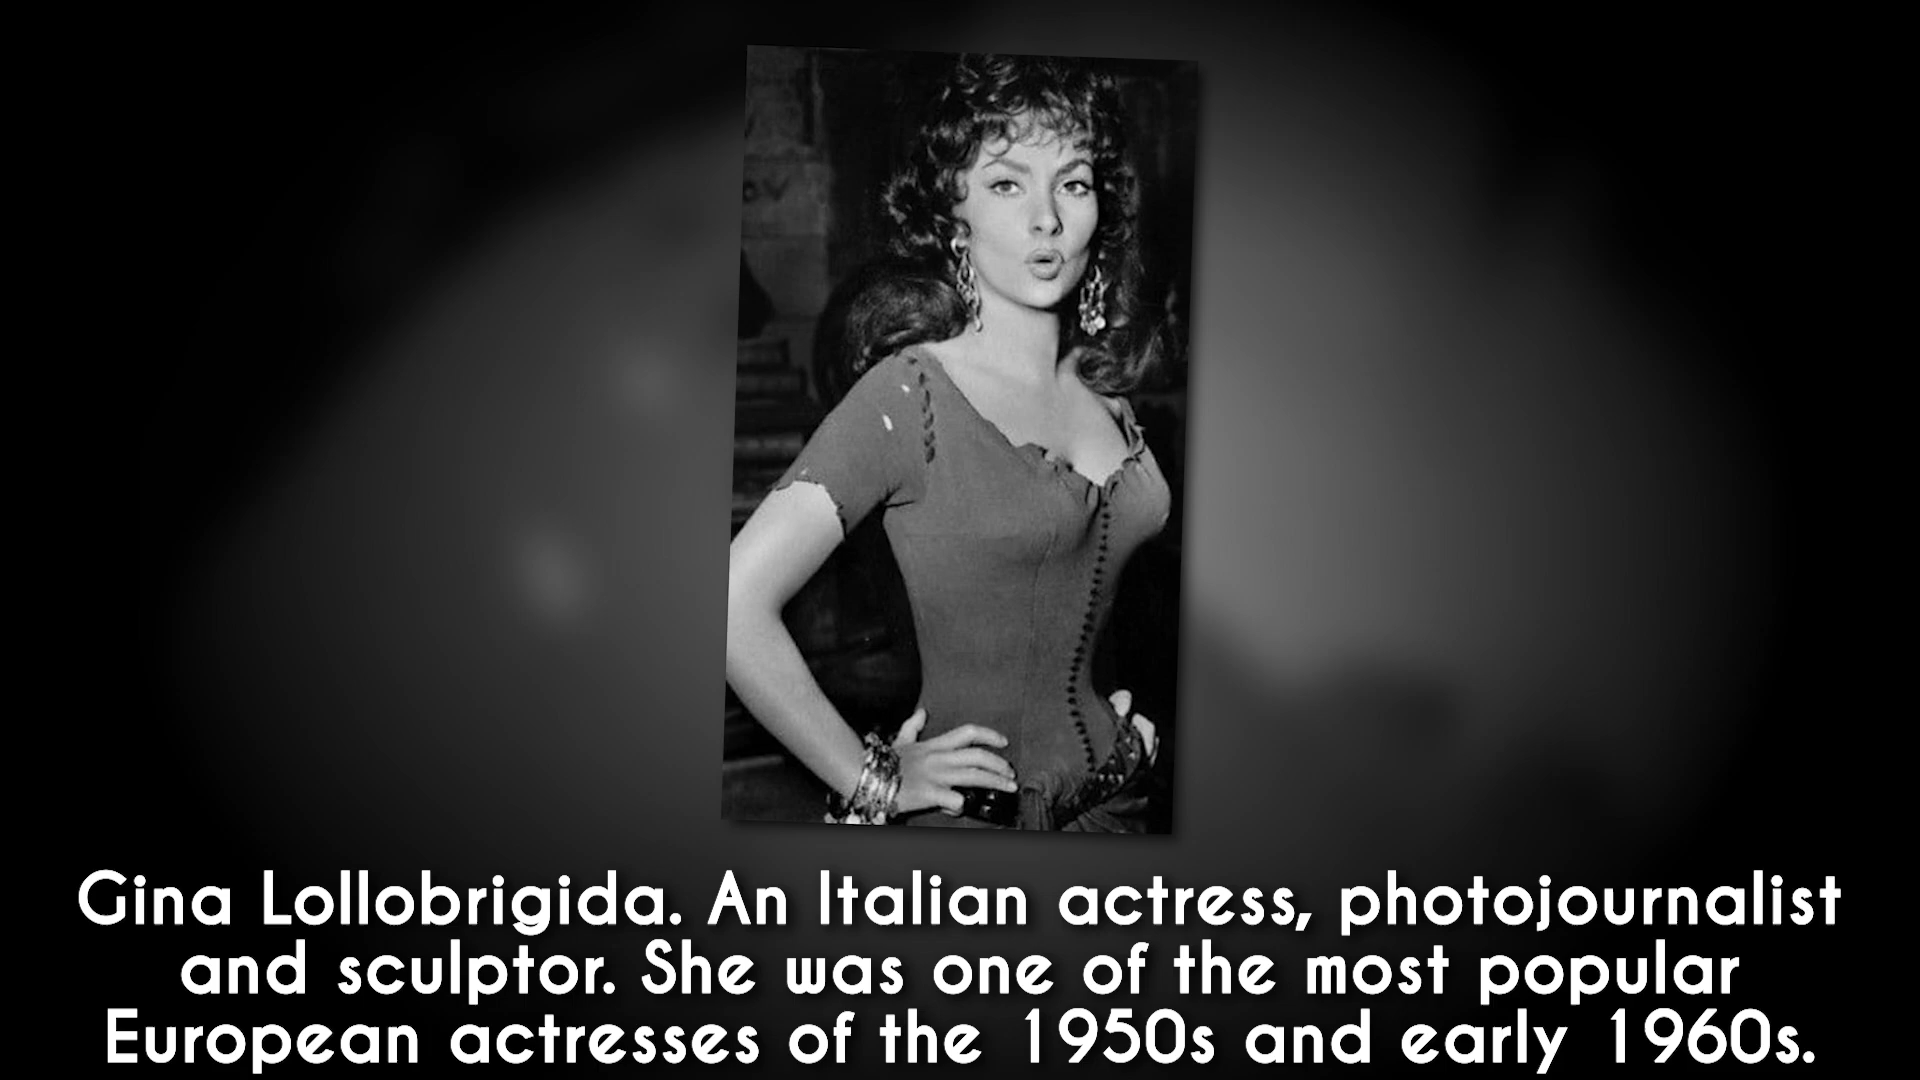 Gina Lollobrigida. An Italian actress, photojournalist
and sculptor. She was one of the most popular
European actresses of the 1950s and early 1960s.